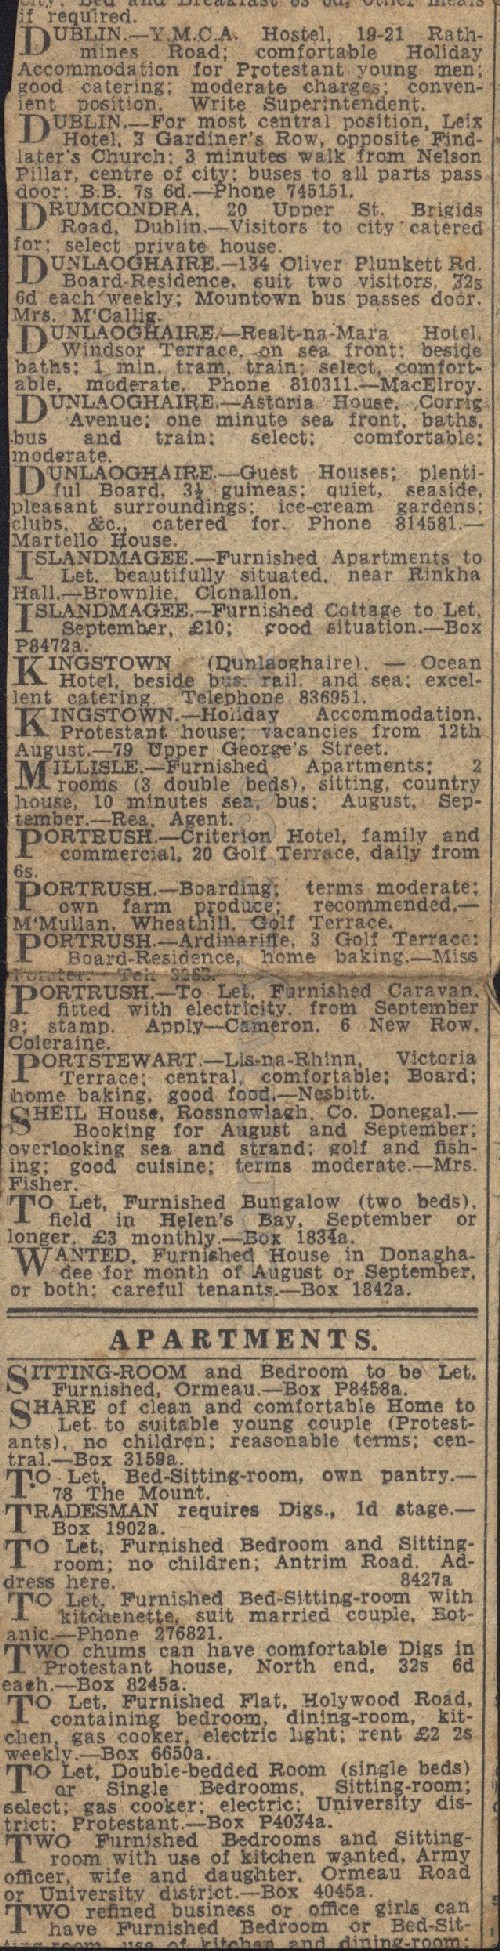 City. Bed and Breakfast 8s 6d, other meals
if required.
DUBLIN.—Y.M.C.A. Hostel, 19-21 Rath-
mines Road; comfortable Holiday
Accommodation for Protestant young men;
good catering; moderate charges; conven-
ient position. Write Superintendent.
DUBLIN.—For most central position, Leix
Hotel, 3 Gardiner's Row, opposite Find-
later's Church; 3 minutes walk from Nelson
Pillar, centre of city; buses to all parts pass
door; B.B. 7s 6d.—Phone 745151.
DRUMCONDRA, 20 Upper St. Brigids
Road, Dublin.—Visitors to city catered
for; select private house.
DUNLAOGHAIRE.—134 Oliver Plunkett Rd.
Board-Residence, suit two visitors, 32s
6d each weekly; Mountown bus passes door.
Mrs. M'Callig.
DUNLAOGHAIRE.—Realt-na-Mara Hotel,
Windsor Terrace, on sea front; beside
baths; 1 min. tram, train; select, comfort-
able, moderate. Phone 810311.—MacElroy.
DUNLAOGHAIRE.—Astoria House, Corrig
Avenue; one minute sea front, baths,
bus and train; select; comfortable;
moderate.
DUNLAOGHAIRE.—Guest Houses; plenti-
ful Board, 3½ guineas; quiet, seaside,
pleasant surroundings; ice-cream gardens;
clubs, &c., catered for. Phone 814581.—
Martello House.
ISLANDMAGEE.—Furnished Apartments to
Let, beautifully situated, near Rinkha
Hall.—Brownlie, Clonallon.
ISLANDMAGEE.—Furnished Cottage to Let,
September, £10; good situation.—Box
P8472a.
KINGSTOWN (Dunlaoghaire). — Ocean
Hotel, beside bus, rail, and sea; excel-
lent catering. Telephone 836951.
KINGSTOWN.—Holiday Accommodation,
Protestant house; vacancies from 12th
August.—79 Upper George's Street.
MILLISLE.—Furnished Apartments; 2
rooms (3 double beds), sitting, country
house, 10 minutes sea, bus; August, Sep-
tember.—Rea, Agent.
PORTRUSH.—Criterion Hotel, family and
commercial, 20 Golf Terrace, daily from
6s.
PORTRUSH.—Boarding; terms moderate;
own farm produce; recommended.—
M'Mullan, Wheathill, Golf Terrace.
PORTRUSH.—Ardinariffe, 3 Golf Terrace:
Board-Residence, home baking.—Miss
Forster. Tel. 3263.
PORTRUSH.—To Let, Furnished Caravan,
fitted with electricity, from September
9; stamp. Apply—Cameron, 6 New Row,
Coleraine.
PORTSTEWART.—Lis-na-Rhinn, Victoria
Terrace; central, comfortable; Board;
home baking, good food.—Nesbitt.
SHEIL House, Rossnowlagh, Co. Donegal.—
Booking for August and September;
overlooking sea and strand; golf and fish-
ing; good cuisine; terms moderate.—Mrs.
Fisher.
TO Let, Furnished Bungalow (two beds),
field in Helen's Bay, September or
longer, £3 monthly.—Box 1834a.
WANTED, Furnished House in Donagha-
dee for month of August or September,
or both; careful tenants.—Box 1842a.
APARTMENTS.
SITTING-ROOM and Bedroom to be Let,
Furnished, Ormeau.—Box P8458a.
SHARE of clean and comfortable Home to
Let to suitable young couple (Protest-
ants), no children; reasonable terms; cen-
tral.—Box 3159a.
TO Let, Bed-Sitting-room, own pantry.—
78 The Mount.
TRADESMAN requires Digs., 1d stage.—
Box 1902a.
TO Let, Furnished Bedroom and Sitting-
room; no children; Antrim Road. Ad-
dress here. 8427a
TO Let, Furnished Bed-Sitting-room with
kitchenette, suit married couple, Bot-
anic.—Phone 276821.
TWO chums can have comfortable Digs in
Protestant house, North end, 32s 6d
each.—Box 8245a.
TO Let, Furnished Flat, Holywood Road,
containing bedroom, dining-room, kit-
chen, gas cooker, electric light; rent £2 2s
weekly.—Box 6650a.
TO Let, Double-bedded Room (single beds)
or Single Bedrooms, Sitting-room;
select; gas cooker; electric; University dis-
trict; Protestant.—Box P4034a.
TWO Furnished Bedrooms and Sitting-
room with use of kitchen wanted, Army
officer, wife and daughter, Ormeau Road
or University district.—Box 4045a.
TWO refined business or office girls can
have Furnished Bedroom or Bed-Sit-
ting-room, use of kitchen and dining-room;